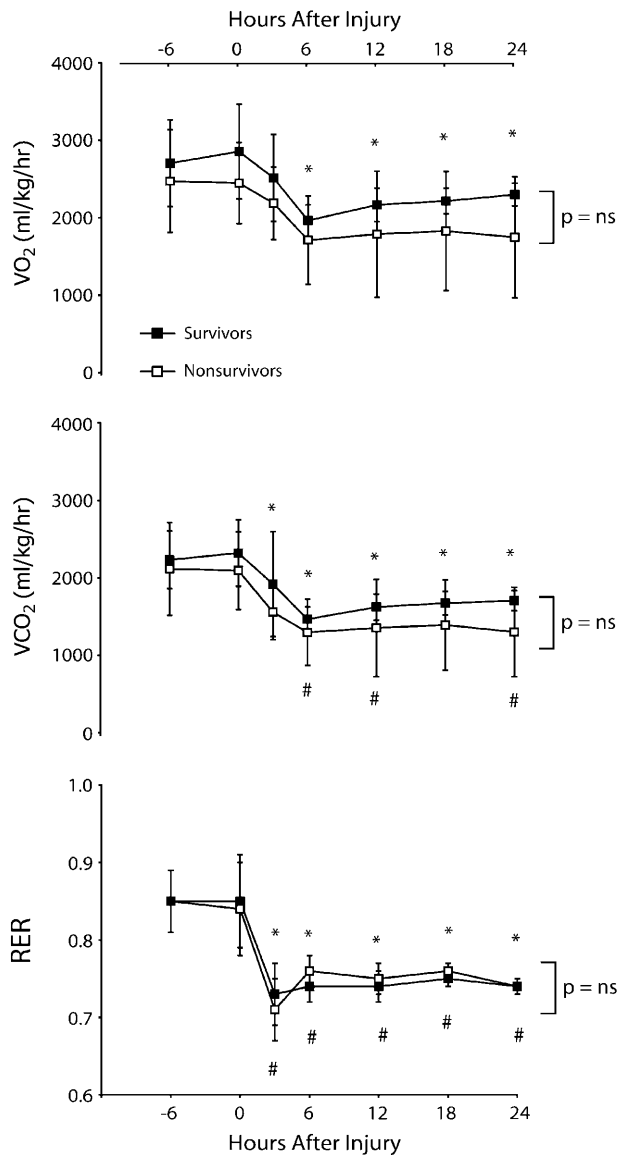 Hours After Injury
-6 0 6 12 18 24
4000
3000
2000
1000
0
VO2 (ml/kg/hr)
* * * *
p = ns
Survivors
Nonsurvivors
4000
3000
2000
1000
0
VCO2 (ml/kg/hr)
* * * * *
p = ns
# # #
1.0
0.9
0.8
0.7
0.6
RER
* * * * *
p = ns
# # # # #
-6 0 6 12 18 24
Hours After Injury